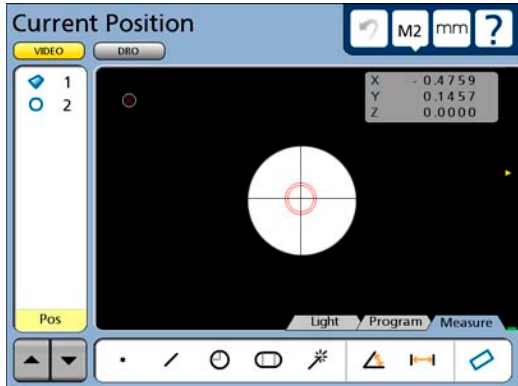 Current Position
M2 mm ?
VIDEO DRO
1
2
X - 0.4759
Y 0.1457
Z 0.0000
Pos
Light Program Measure